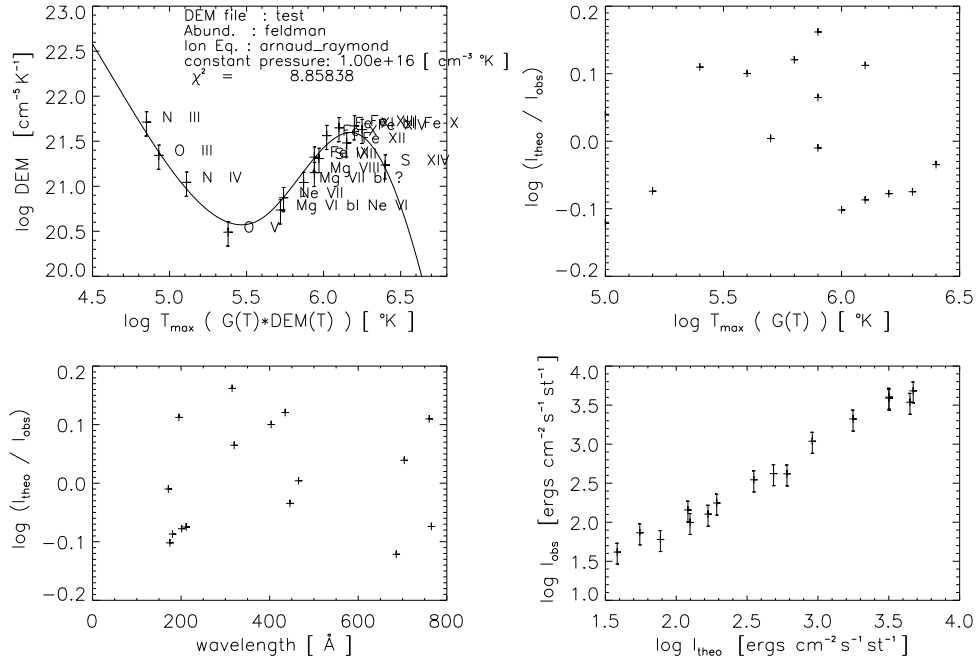 DEM file : test
Abund. : feldman
Ion Eq. : arnaud_raymond
constant pressure: 1.00e+16 [ cm⁻³ °K ]
χ² = 8.85838
log DEM [cm⁻⁵K⁻¹]
23.0
22.5
22.0
21.5
21.0
20.5
20.0
N III
O III
N IV
O V
Mg VI bl Ne VI
Ne VII
Mg VII bl ?
Mg VIII
Fe X
Fe XII
S XIV
4.5 5.0 5.5 6.0 6.5
log Tmax ( G(T)*DEM(T) ) [ °K ]
log (Itheo / Iobs)
0.2
0.1
0.0
-0.1
-0.2
5.0 5.5 6.0 6.5
log Tmax ( G(T) ) [ °K ]
log (Itheo / Iobs)
0.2
0.1
0.0
-0.1
-0.2
0 200 400 600 800
wavelength [ Å ]
log Iobs [ergs cm⁻² s⁻¹ st⁻¹ ]
4.0
3.5
3.0
2.5
2.0
1.5
1.0
1.5 2.0 2.5 3.0 3.5 4.0
log Itheo [ergs cm⁻² s⁻¹ st⁻¹ ]